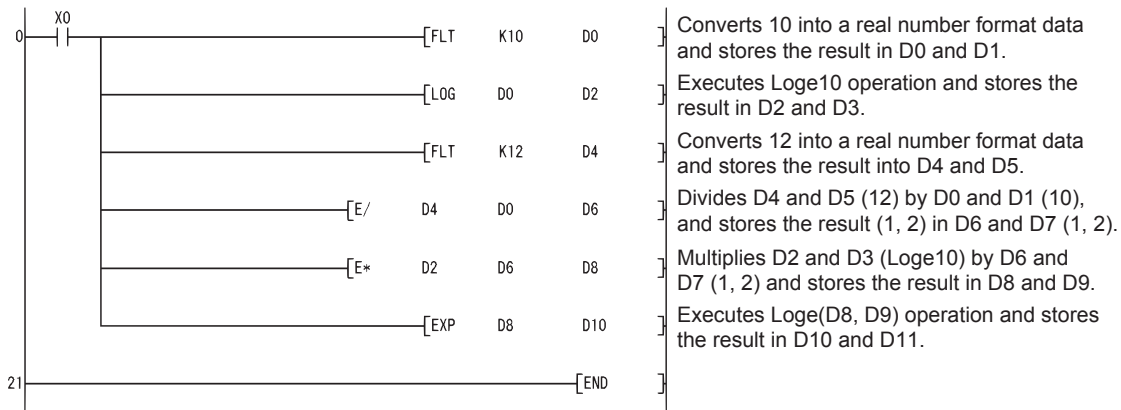 X0
0 [FLT K10 D0 ] Converts 10 into a real number format data
and stores the result in D0 and D1.
[LOG D0 D2 ] Executes Loge10 operation and stores the
result in D2 and D3.
[FLT K12 D4 ] Converts 12 into a real number format data
and stores the result into D4 and D5.
[E/ D4 D0 D6 ] Divides D4 and D5 (12) by D0 and D1 (10),
and stores the result (1, 2) in D6 and D7 (1, 2).
[E* D2 D6 D8 ] Multiplies D2 and D3 (Loge10) by D6 and
D7 (1, 2) and stores the result in D8 and D9.
[EXP D8 D10 ] Executes Loge(D8, D9) operation and stores
the result in D10 and D11.
21 [END ]